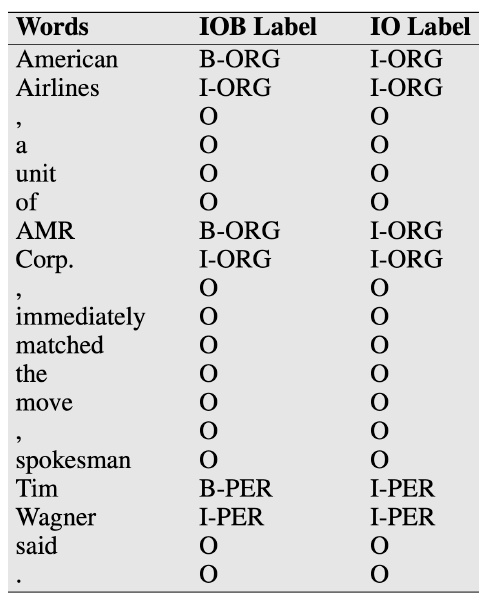 Words IOB Label IO Label
American B-ORG I-ORG
Airlines I-ORG I-ORG
, O O
a O O
unit O O
of O O
AMR B-ORG I-ORG
Corp. I-ORG I-ORG
, O O
immediately O O
matched O O
the O O
move O O
, O O
spokesman O O
Tim B-PER I-PER
Wagner I-PER I-PER
said O O
. O O